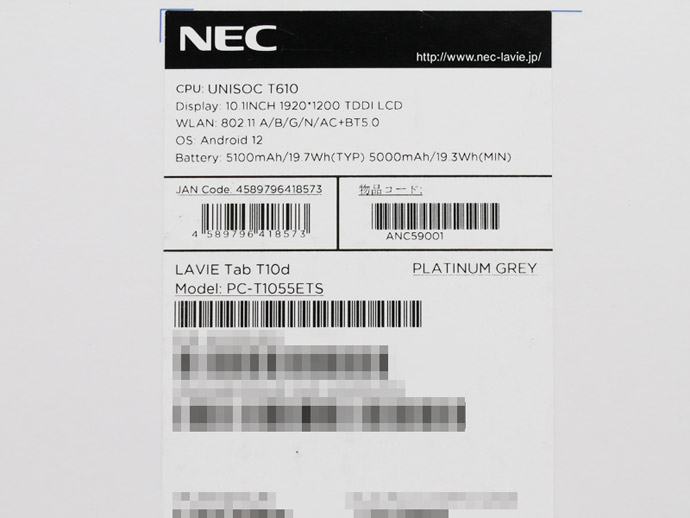 NEC
http://www.nec-lavie.jp/
CPU: UNISOC T610
Display: 10.1INCH 1920*1200 TDDI LCD
WLAN: 802.11 A/B/G/N/AC+BT5.0
OS: Android 12
Battery: 5100mAh/19.7Wh(TYP) 5000mAh/19.3Wh(MIN)
JAN Code: 4589796418573
4 589796 418573
物品コード:
ANC59001
LAVIE Tab T10d
PLATINUM GREY
Model: PC-T1055ETS